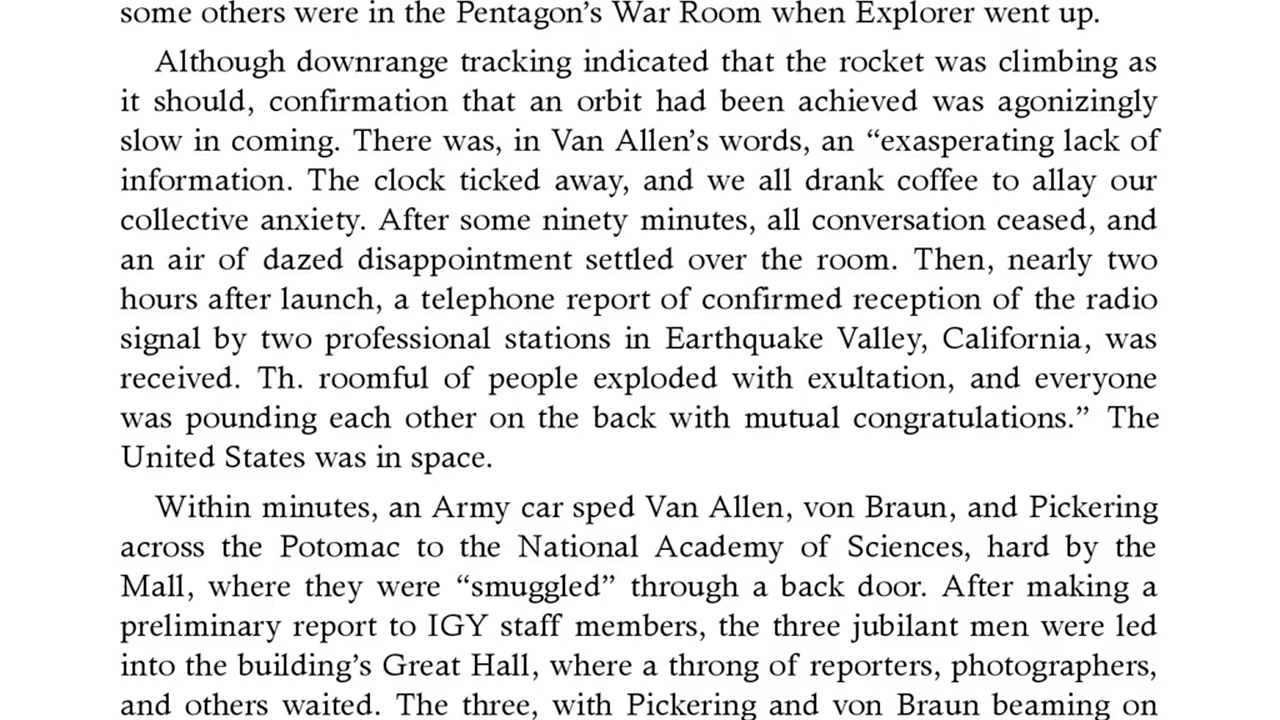 some others were in the Pentagon’s War Room when Explorer went up.
Although downrange tracking indicated that the rocket was climbing as
it should, confirmation that an orbit had been achieved was agonizingly
slow in coming. There was, in Van Allen’s words, an “exasperating lack of
information. The clock ticked away, and we all drank coffee to allay our
collective anxiety. After some ninety minutes, all conversation ceased, and
an air of dazed disappointment settled over the room. Then, nearly two
hours after launch, a telephone report of confirmed reception of the radio
signal by two professional stations in Earthquake Valley, California, was
received. Th. roomful of people exploded with exultation, and everyone
was pounding each other on the back with mutual congratulations.” The
United States was in space.
Within minutes, an Army car sped Van Allen, von Braun, and Pickering
across the Potomac to the National Academy of Sciences, hard by the
Mall, where they were “smuggled” through a back door. After making a
preliminary report to IGY staff members, the three jubilant men were led
into the building’s Great Hall, where a throng of reporters, photographers,
and others waited. The three, with Pickering and von Braun beaming on